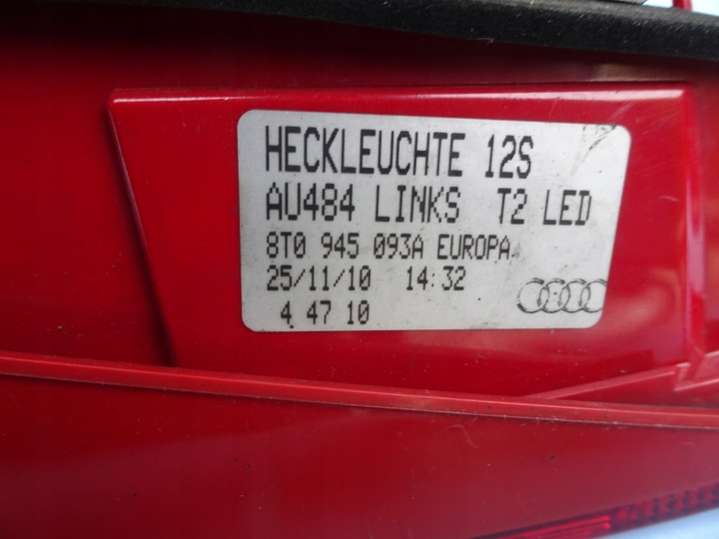 HECKLEUCHTE 12S
AU484 LINKS T2 LED
8T0 945 093A EUROPA
25/11/10 14:32
4 47 10